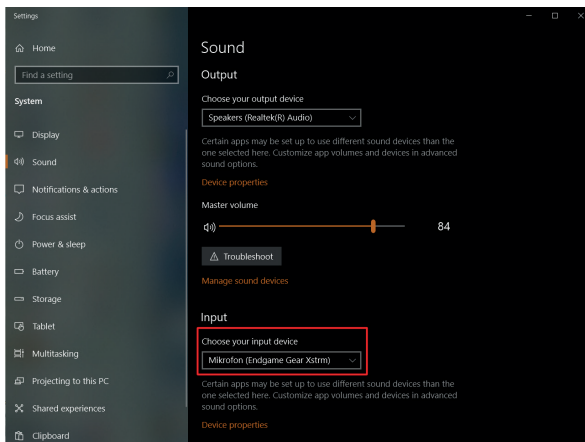 Settings
Home
Find a setting
System
Display
Sound
Notifications & actions
Focus assist
Power & sleep
Battery
Storage
Tablet
Multitasking
Projecting to this PC
Shared experiences
Clipboard
Sound
Output
Choose your output device
Speakers (Realtek(R) Audio)
Certain apps may be set up to use different sound devices than the
one selected here. Customize app volumes and devices in advanced
sound options.
Device properties
Master volume
84
Troubleshoot
Manage sound devices
Input
Choose your input device
Mikrofon (Endgame Gear Xstrm)
Certain apps may be set up to use different sound devices than the
one selected here. Customize app volumes and devices in advanced
sound options.
Device properties